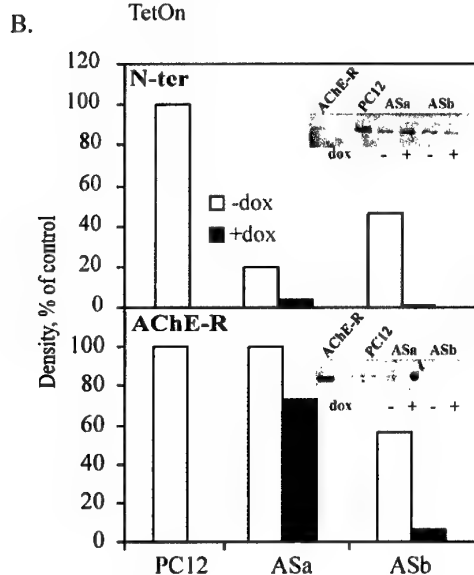 B.
TetOn
120
N-ter
100
80
60
40
20
0
AChE-R
PC12
ASa
ASb
dox
- + - +
-dox
+dox
Density, % of control
AChE-R
100
80
60
40
20
0
AChE-R
PC12
ASa
ASb
dox
- + - +
PC12 ASa ASb